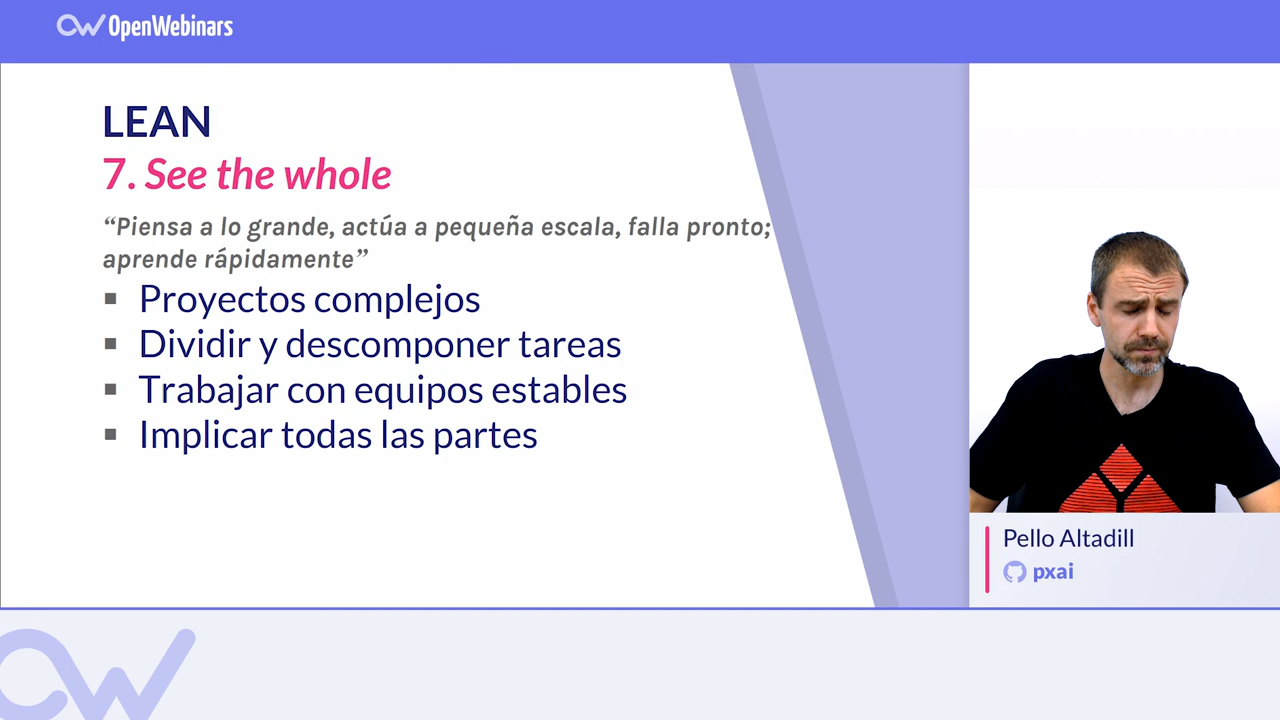 OpenWebinars
LEAN
7. See the whole
“Piensa a lo grande, actúa a pequeña escala, falla pronto;
aprende rápidamente”
▪ Proyectos complejos
▪ Dividir y descomponer tareas
▪ Trabajar con equipos estables
▪ Implicar todas las partes
Pello Altadill
pxai